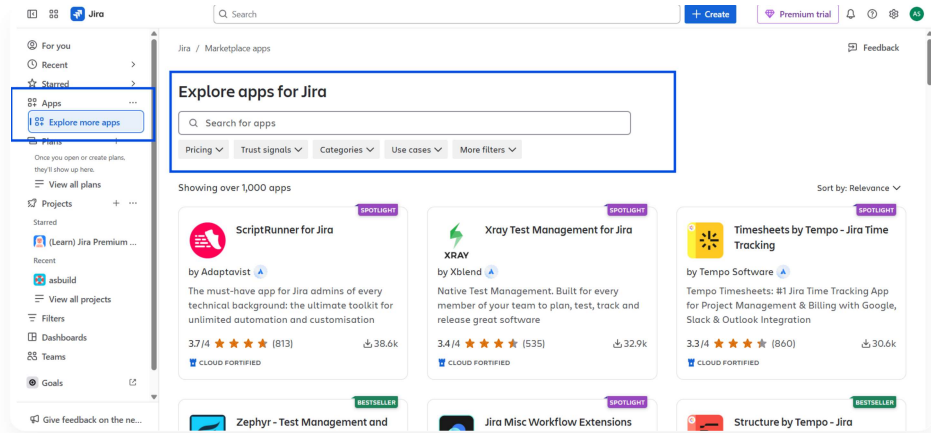 Jira
Search
+ Create
Premium trial
AS
For you
Recent
Starred
Apps
Explore more apps
Plans
Once you open or create plans,
they'll show up here.
View all plans
Projects
Starred
(Learn) Jira Premium ...
Recent
asbuild
View all projects
Filters
Dashboards
Teams
Goals
Give feedback on the ne...
Jira / Marketplace apps
Feedback
Explore apps for Jira
Search for apps
Pricing
Trust signals
Categories
Use cases
More filters
Showing over 1,000 apps
Sort by: Relevance
SPOTLIGHT
ScriptRunner for Jira
by Adaptavist
The must-have app for Jira admins of every
technical background: the ultimate toolkit for
unlimited automation and customisation
3.7/4 (813) 38.6k
CLOUD FORTIFIED
SPOTLIGHT
XRAY
Xray Test Management for Jira
by Xblend
Native Test Management. Built for every
member of your team to plan, test, track and
release great software
3.4/4 (535) 32.9k
CLOUD FORTIFIED
SPOTLIGHT
Timesheets by Tempo - Jira Time
Tracking
by Tempo Software
Tempo Timesheets: #1 Jira Time Tracking App
for Project Management & Billing with Google,
Slack & Outlook Integration
3.3/4 (860) 30.6k
CLOUD FORTIFIED
BESTSELLER
Zephyr - Test Management and
SPOTLIGHT
Jira Misc Workflow Extensions
BESTSELLER
Structure by Tempo - Jira